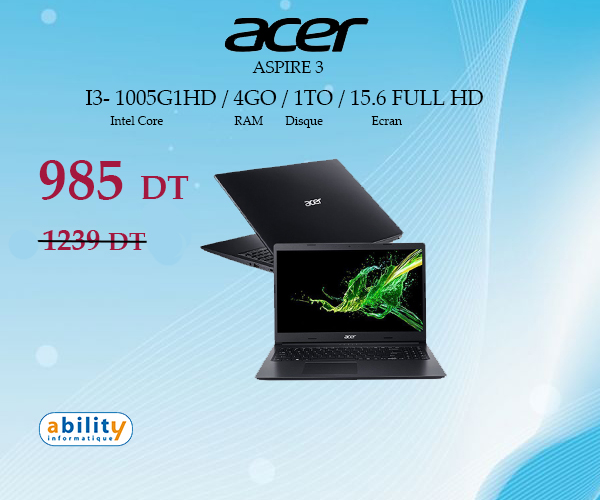 acer
ASPIRE 3
I3- 1005G1HD / 4GO / 1TO / 15.6 FULL HD
Intel Core RAM Disque Ecran
985 DT
1239 DT
acer
acer
ability
informatique